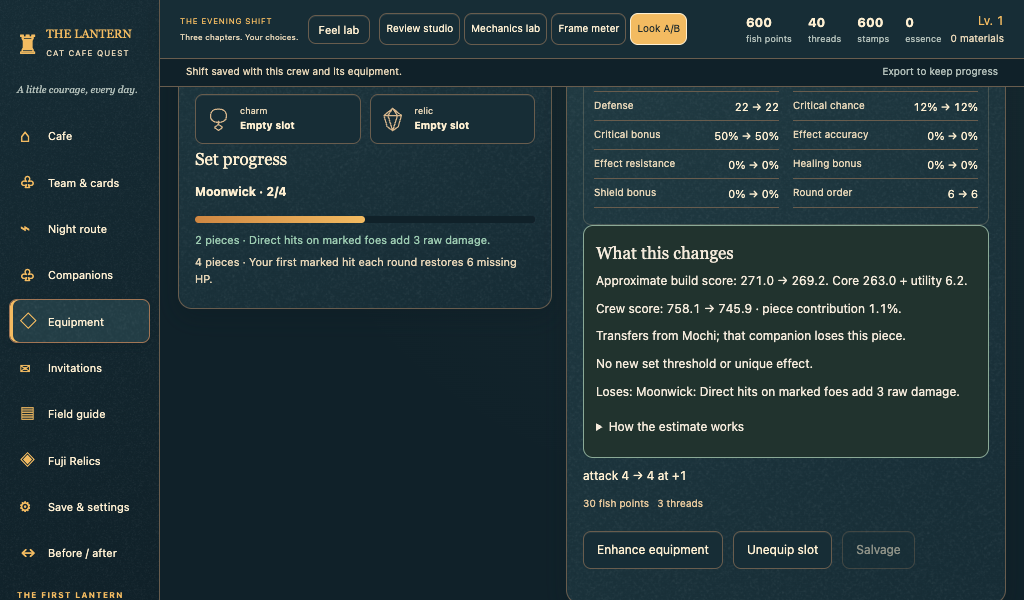 THE LANTERN
CAT CAFE QUEST
A little courage, every day.
Cafe
Team & cards
Night route
Companions
Equipment
Invitations
Field guide
Fuji Relics
Save & settings
Before / after
THE FIRST LANTERN
THE EVENING SHIFT
Three chapters. Your choices.
Feel lab
Review studio
Mechanics lab
Frame meter
Look A/B
600
fish points
40
threads
600
stamps
0
essence
Lv. 1
0 materials
Shift saved with this crew and its equipment.
Export to keep progress
charm
Empty slot
relic
Empty slot
Set progress
Moonwick · 2/4
2 pieces · Direct hits on marked foes add 3 raw damage.
4 pieces · Your first marked hit each round restores 6 missing
HP.
Defense 22 → 22
Critical chance 12% → 12%
Critical bonus 50% → 50%
Effect accuracy 0% → 0%
Effect resistance 0% → 0%
Healing bonus 0% → 0%
Shield bonus 0% → 0%
Round order 6 → 6
What this changes
Approximate build score: 271.0 → 269.2. Core 263.0 + utility 6.2.
Crew score: 758.1 → 745.9 · piece contribution 1.1%.
Transfers from Mochi; that companion loses this piece.
No new set threshold or unique effect.
Loses: Moonwick: Direct hits on marked foes add 3 raw damage.
▶ How the estimate works
attack 4 → 4 at +1
30 fish points 3 threads
Enhance equipment
Unequip slot
Salvage